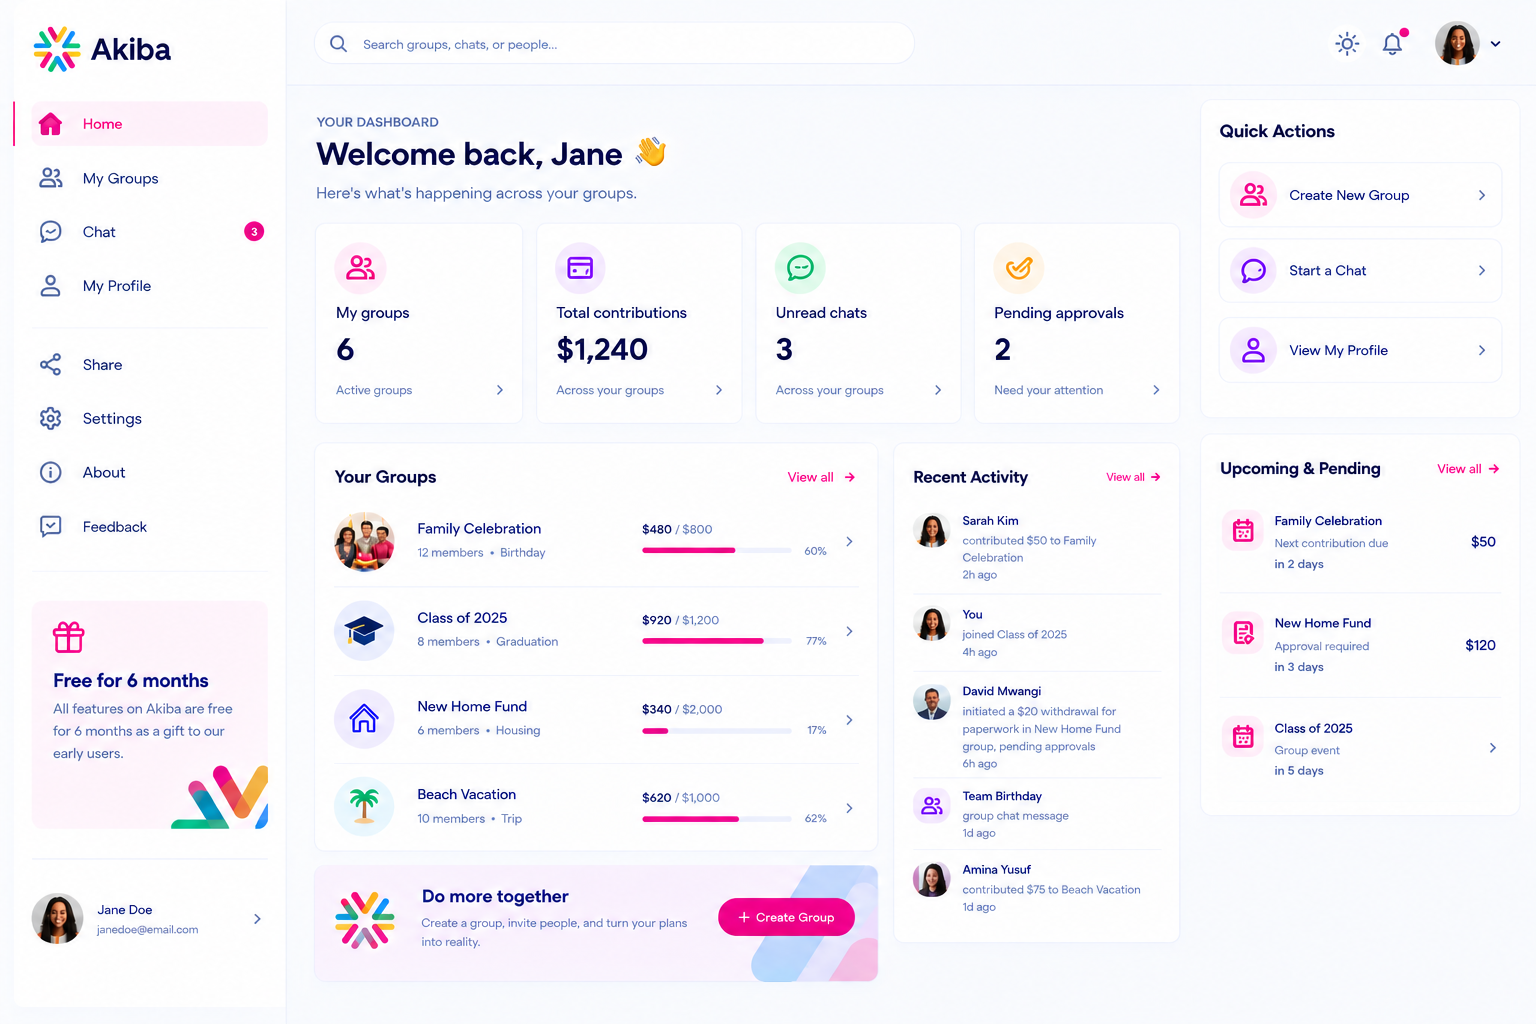 Akiba
Home
My Groups
Chat
3
My Profile
Share
Settings
About
Feedback
Free for 6 months
All features on Akiba are free
for 6 months as a gift to our
early users.
Jane Doe
janedoe@email.com
Search groups, chats, or people...
YOUR DASHBOARD
Welcome back, Jane 👋
Here's what's happening across your groups.
My groups
6
Active groups
Total contributions
$1,240
Across your groups
Unread chats
3
Across your groups
Pending approvals
2
Need your attention
Your Groups
View all →
Family Celebration
12 members • Birthday
$480 / $800
60%
Class of 2025
8 members • Graduation
$920 / $1,200
77%
New Home Fund
6 members • Housing
$340 / $2,000
17%
Beach Vacation
10 members • Trip
$620 / $1,000
62%
Do more together
Create a group, invite people, and turn your plans
into reality.
+ Create Group
Recent Activity
View all →
Sarah Kim
contributed $50 to Family
Celebration
2h ago
You
joined Class of 2025
4h ago
David Mwangi
initiated a $20 withdrawal for
paperwork in New Home Fund
group, pending approvals
6h ago
Team Birthday
group chat message
1d ago
Amina Yusuf
contributed $75 to Beach Vacation
1d ago
Quick Actions
Create New Group
Start a Chat
View My Profile
Upcoming & Pending
View all →
Family Celebration
Next contribution due
in 2 days
$50
New Home Fund
Approval required
in 3 days
$120
Class of 2025
Group event
in 5 days